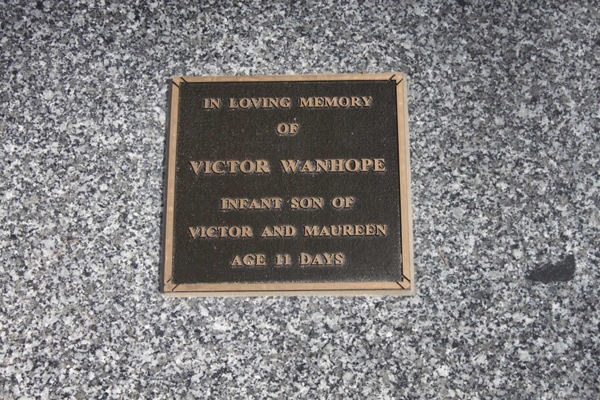 IN LOVING MEMORY
OF
VICTOR WANHOPE
INFANT SON OF
VICTOR AND MAUREEN
AGE 11 DAYS